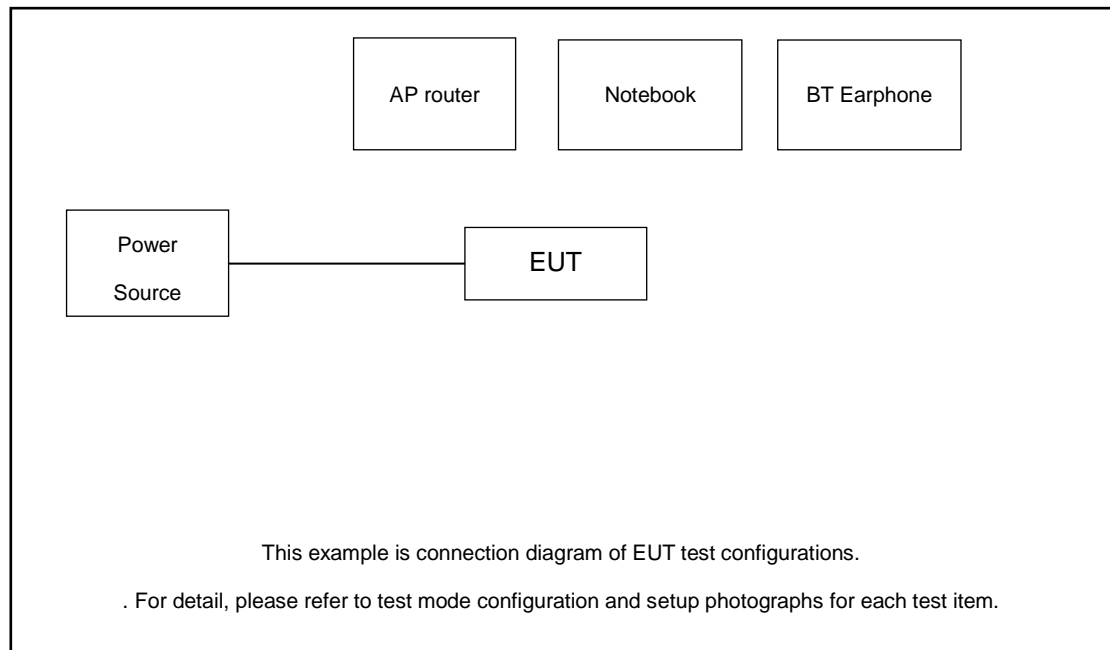 AP router
Notebook
BT Earphone
Power
Source
EUT
This example is connection diagram of EUT test configurations.
. For detail, please refer to test mode configuration and setup photographs for each test item.